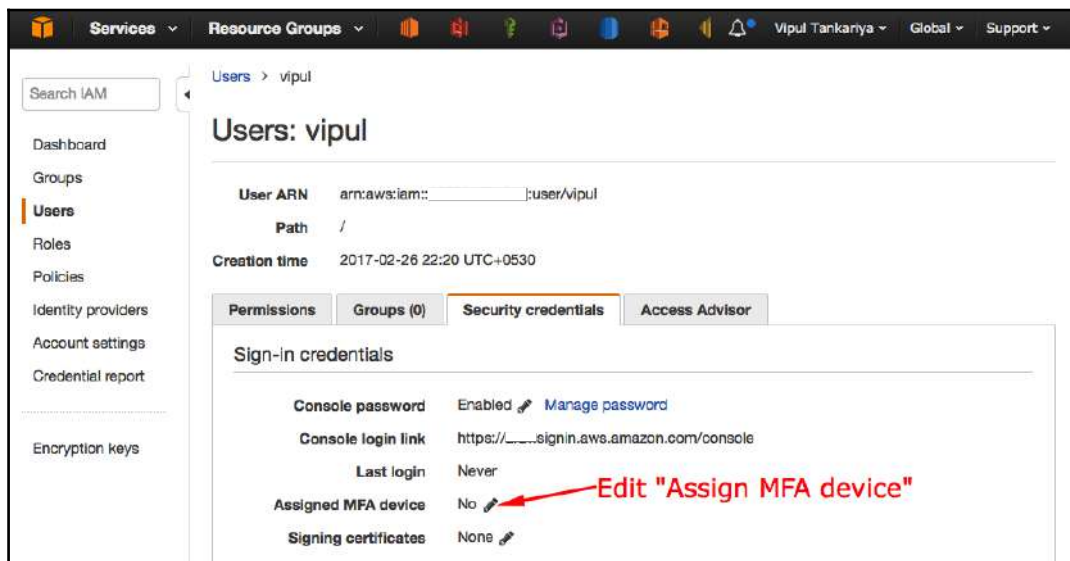 Services Resource Groups Vipul Tankariya Global Support
Search IAM
Dashboard
Groups
Users
Roles
Policies
Identity providers
Account settings
Credential report
Encryption keys
Users > vipul
Users: vipul
User ARN arn:aws:iam:: :user/vipul
Path /
Creation time 2017-02-26 22:20 UTC+0530
Permissions Groups (0) Security credentials Access Advisor
Sign-in credentials
Console password Enabled Manage password
Console login link https:// signin.aws.amazon.com/console
Last login Never
Assigned MFA device No Edit "Assign MFA device"
Signing certificates None